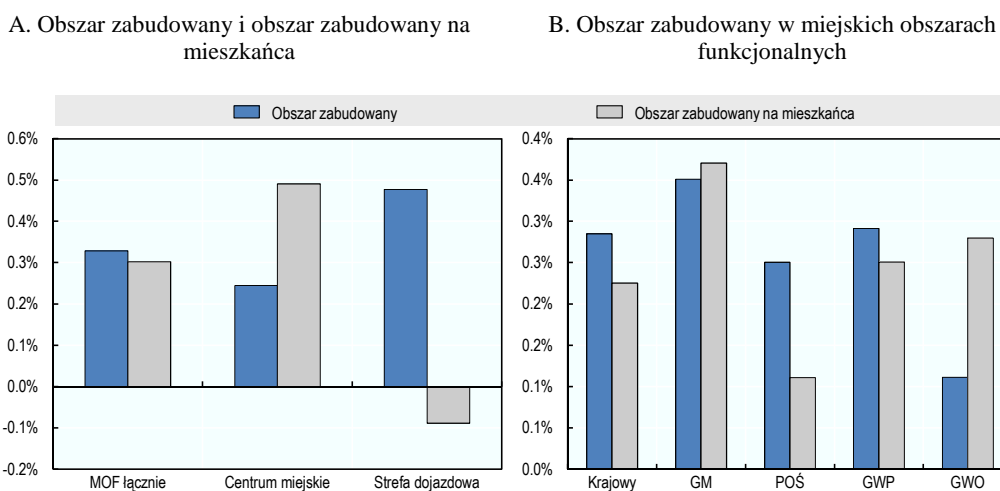 A. Obszar zabudowany i obszar zabudowany na
mieszkańca
B. Obszar zabudowany w miejskich obszarach
funkcjonalnych
Obszar zabudowany
Obszar zabudowany na mieszkańca
0.6%
0.5%
0.4%
0.3%
0.2%
0.1%
0.0%
-0.1%
-0.2%
MOF łącznie
Centrum miejskie
Strefa dojazdowa
0.4%
0.4%
0.3%
0.3%
0.2%
0.2%
0.1%
0.1%
0.0%
Krajowy
GM
POŚ
GWP
GWO